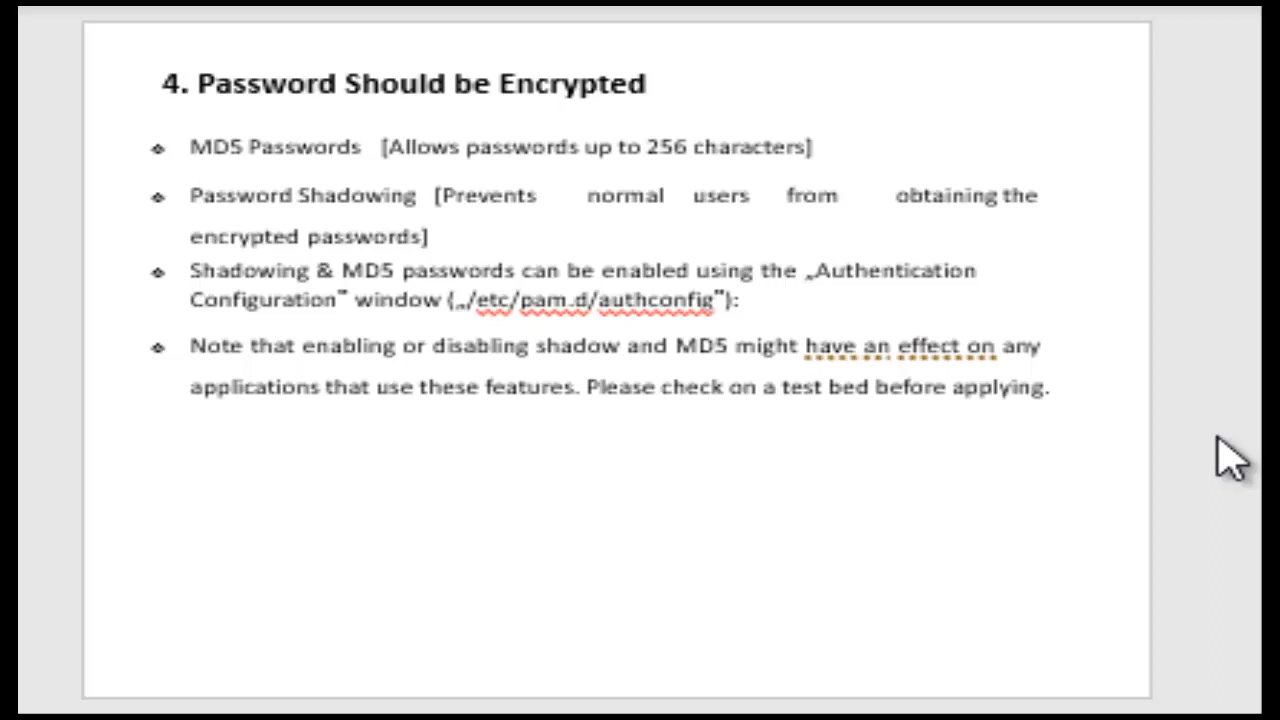 4. Password Should be Encrypted
MD5 Passwords [Allows passwords up to 256 characters]
Password Shadowing [Prevents normal users from obtaining the
encrypted passwords]
Shadowing & MD5 passwords can be enabled using the „Authentication
Configuration‟ window („/etc/pam.d/authconfig‟):
Note that enabling or disabling shadow and MD5 might have an effect on any
applications that use these features. Please check on a test bed before applying.